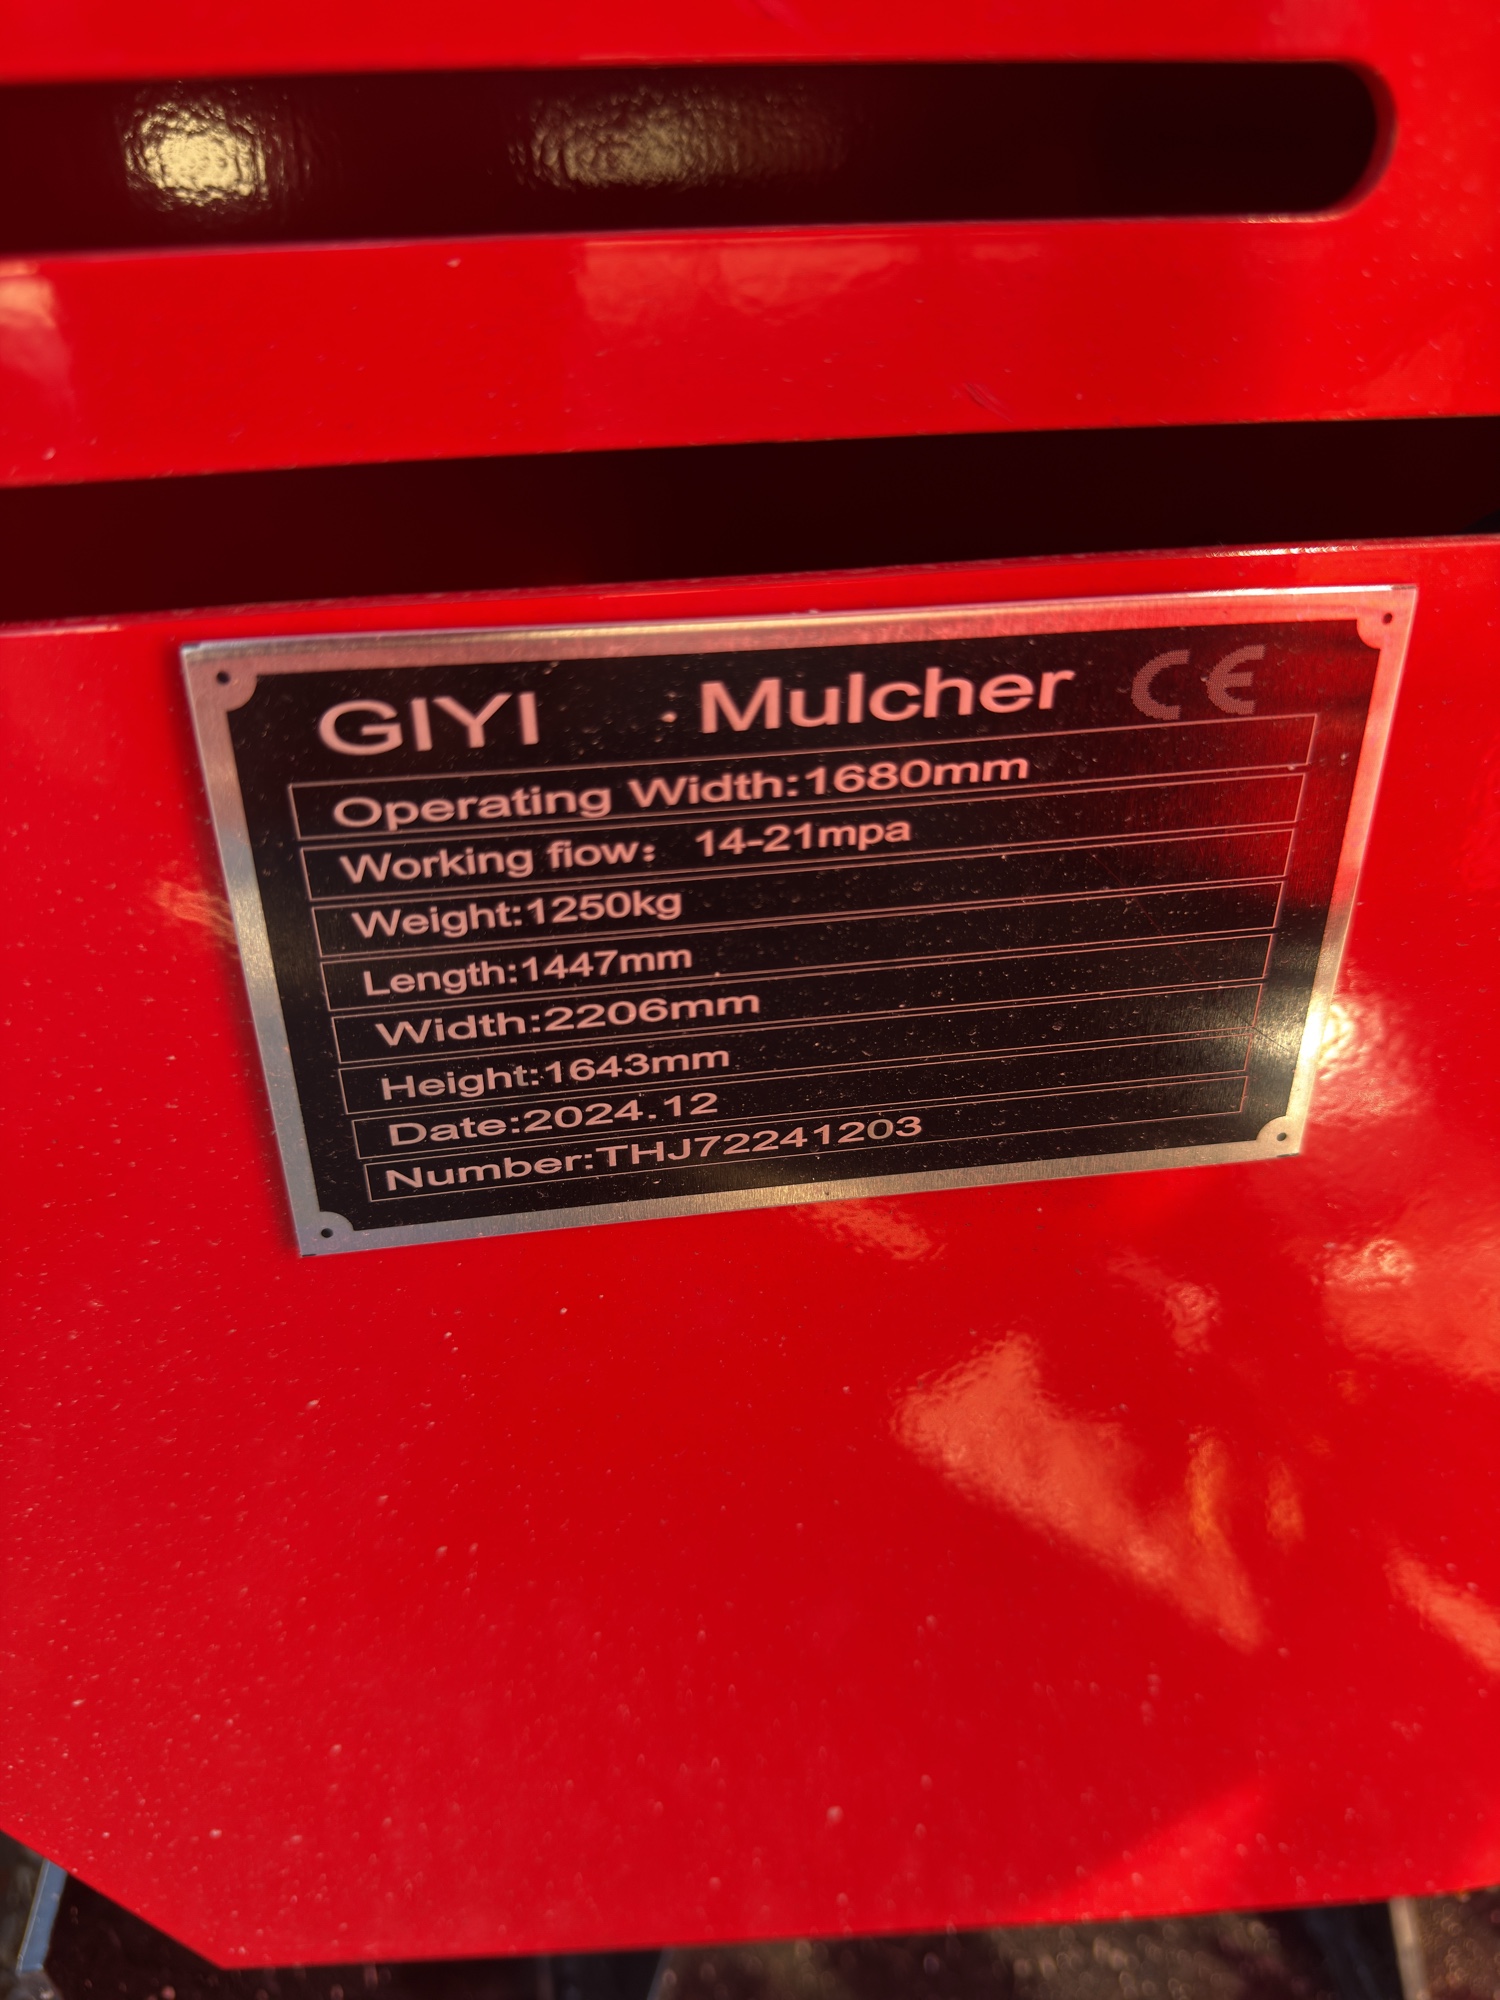 GIYI Mulcher CE
Operating Width:1680mm
Working fiow: 14-21mpa
Weight:1250kg
Length:1447mm
Width:2206mm
Height:1643mm
Date:2024.12
Number:THJ72241203